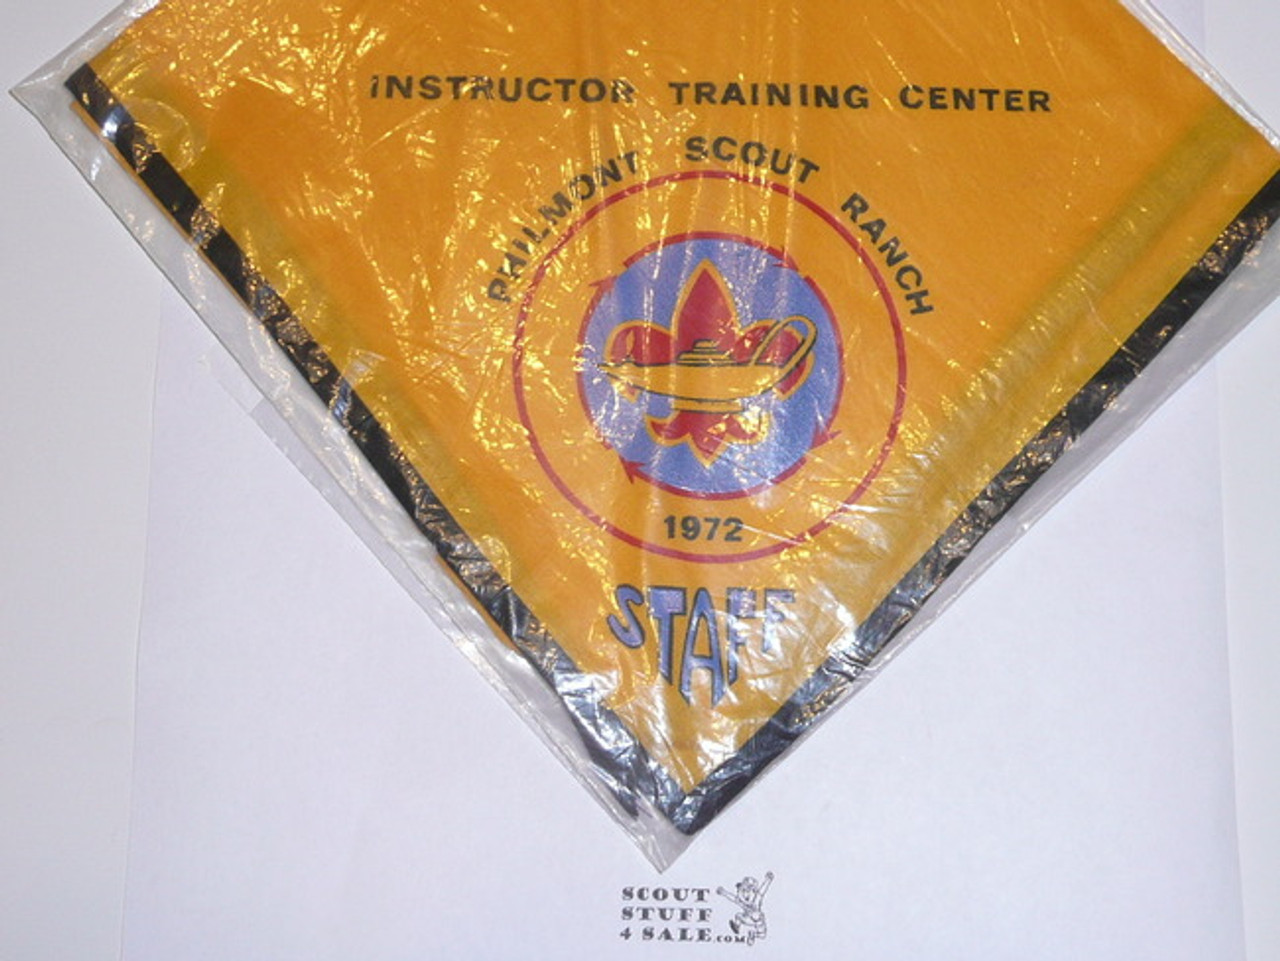 INSTRUCTOR TRAINING CENTER
PHILMONT SCOUT RANCH
1972
STAFF
SCOUT
STUFF
4 SALE.COM